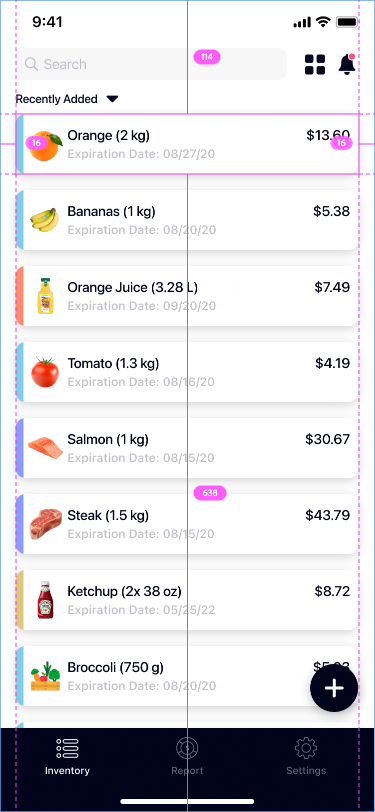 9:41
Search
114
Recently Added
Orange (2 kg)
$13.60
16
16
Expiration Date: 08/27/20
Bananas (1 kg)
$5.38
Expiration Date: 08/20/20
Orange Juice (3.28 L)
$7.49
Expiration Date: 09/20/20
Tomato (1.3 kg)
$4.19
Expiration Date: 08/16/20
Salmon (1 kg)
$30.67
Expiration Date: 08/15/20
638
Steak (1.5 kg)
$43.79
Expiration Date: 08/15/20
Ketchup (2x 38 oz)
$8.72
Expiration Date: 05/25/22
Broccoli (750 g)
Expiration Date: 08/20/20
Inventory
Report
Settings